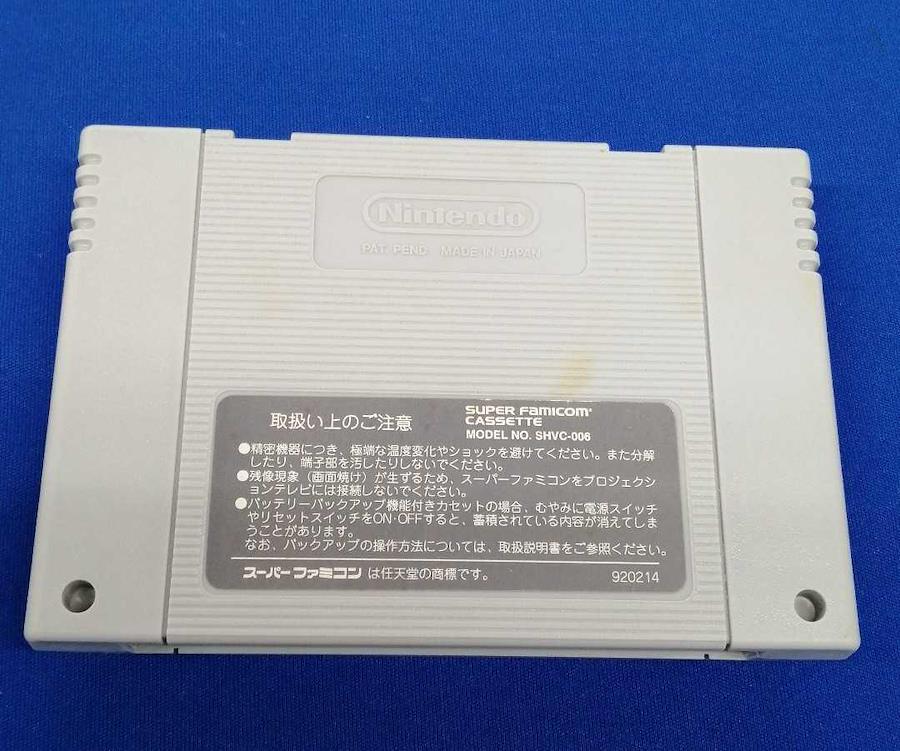 Nintendo
PAT. PEND. MADE IN JAPAN
取扱い上のご注意
SUPER FAMICOM
CASSETTE
MODEL NO. SHVC-006
●精密機器につき、極端な温度変化やショックを避けてください。また分解
したり、端子部を汚したりしないでください。
●残像現象（画面焼け）が生ずるため、スーパーファミコンをプロジェクシ
ョンテレビには接続しないでください。
●バッテリーバックアップ機能付きカセットの場合、むやみに電源スイッチ
やリセットスイッチをON・OFFすると、蓄積されている内容が消えてしま
うことがあります。
なお、バックアップの操作方法については、取扱説明書をご参照ください。
スーパーファミコン は任天堂の商標です。
920214